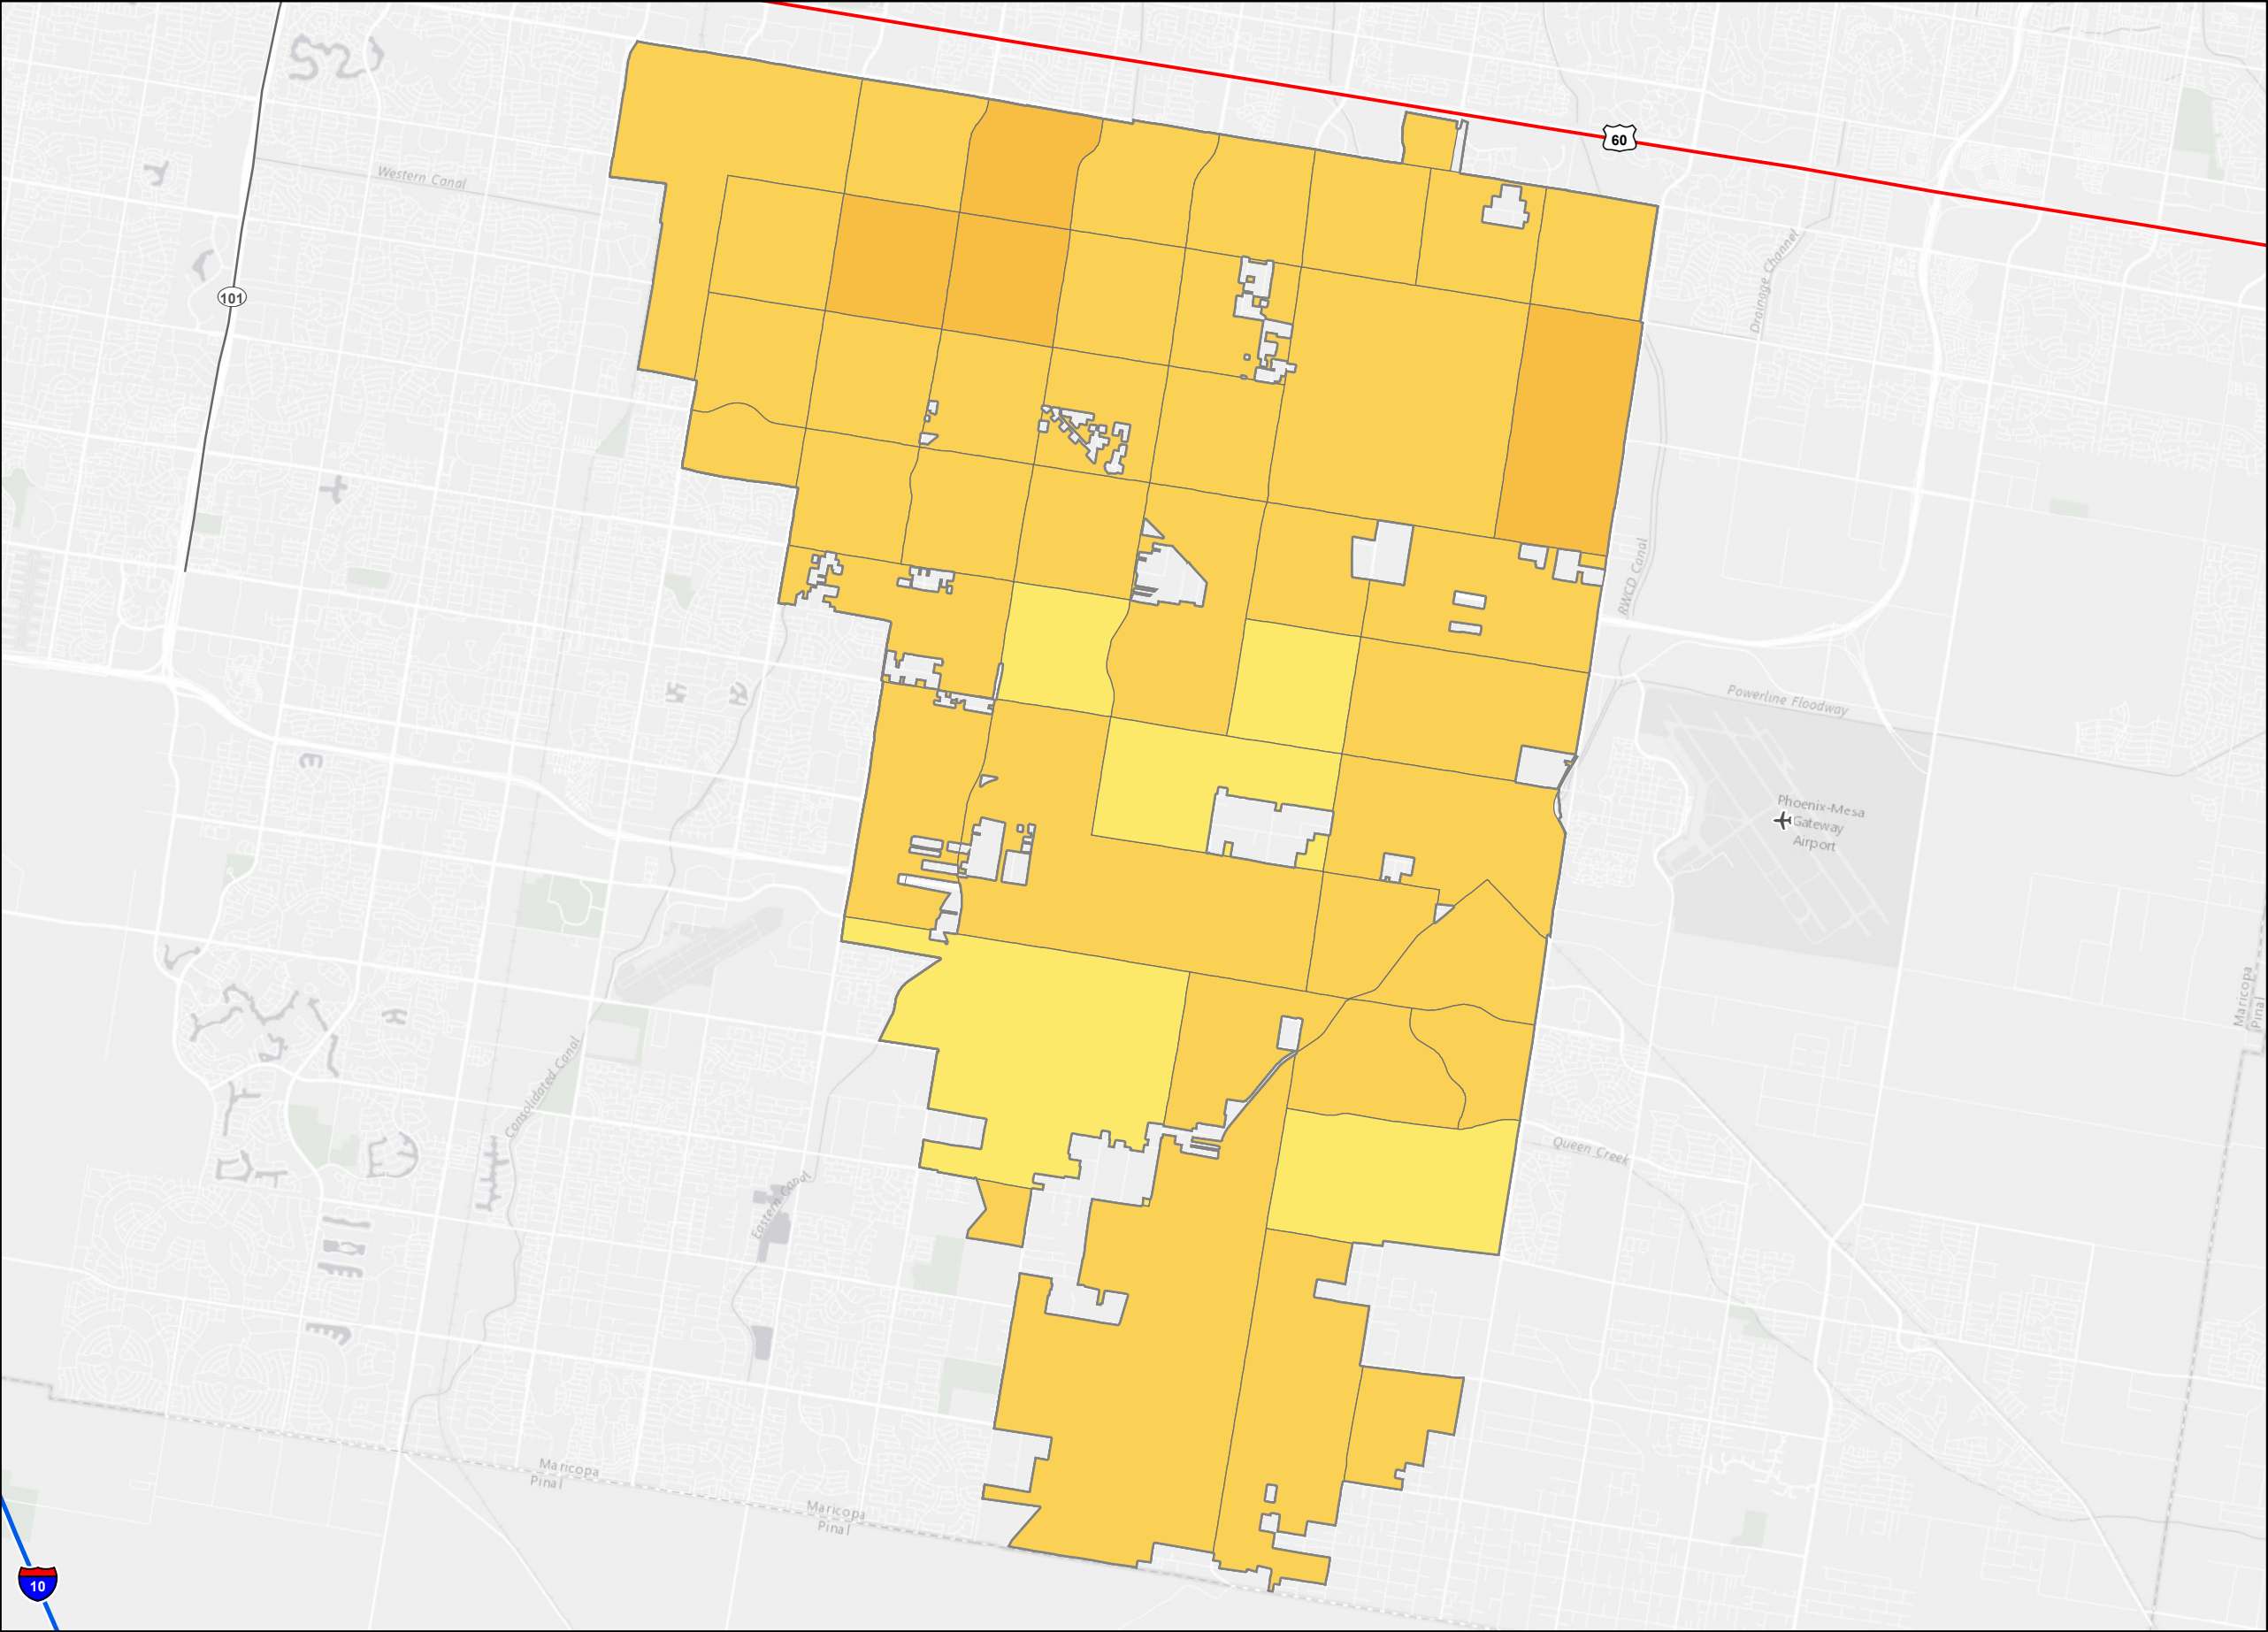 60
Western Canal
101
Drainage Channel
RWCD Canal
Powerline Floodway
Phoenix-Mesa
Gateway
Airport
Maricopa
Pinal
Consolidated Canal
Queen Creek
Eastern Canal
Maricopa
Pinal
Maricopa
Pinal
10